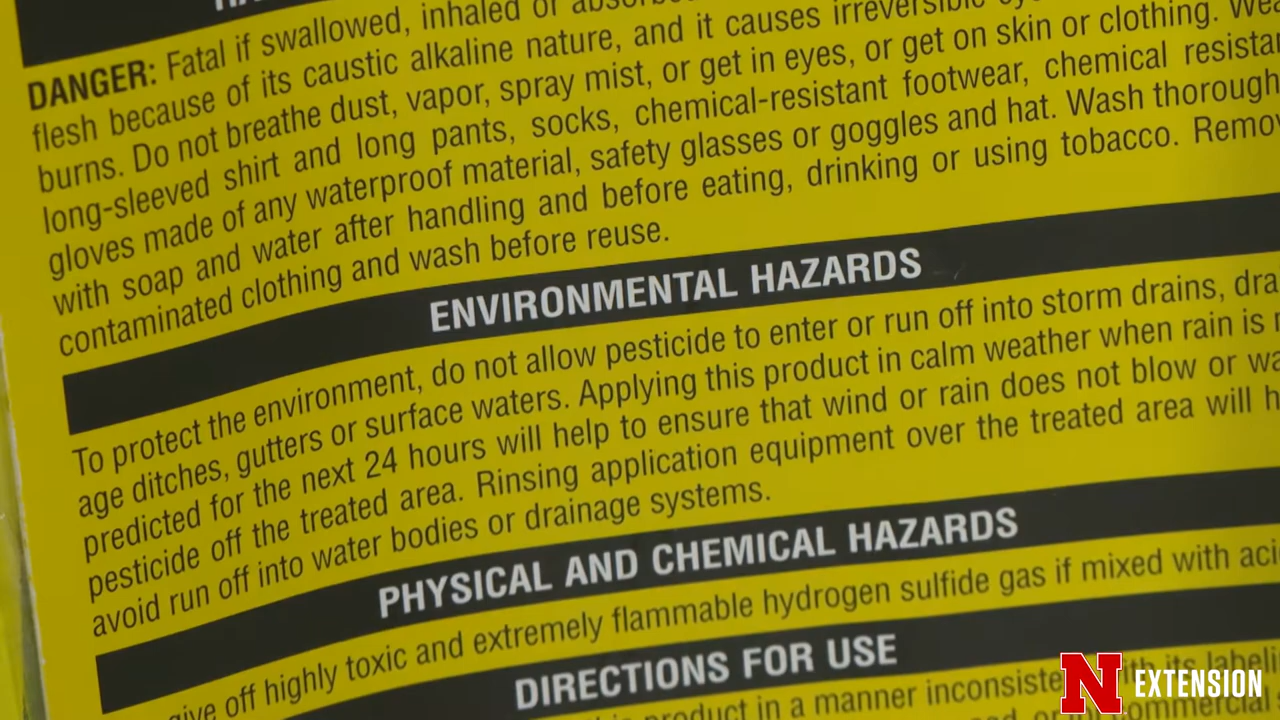 DANGER: Fatal if swallowed, inhaled or
flesh because of its caustic alkaline nature, and it causes irreversible
burns. Do not breathe dust, vapor, spray mist, or get in eyes, or get on skin or clothing.
long-sleeved shirt and long pants, socks, chemical-resistant footwear, chemical
gloves made of any waterproof material, safety glasses or goggles and hat. Wash
with soap and water after handling and before eating, drinking or using tobacco.
contaminated clothing and wash before reuse.
ENVIRONMENTAL HAZARDS
To protect the environment, do not allow pesticide to enter or run off into storm drains, dra
age ditches, gutters or surface waters. Applying this product in calm weather when rain is
predicted for the next 24 hours will help to ensure that wind or rain does not blow or wa
pesticide off the treated area. Rinsing application equipment over the treated area will h
avoid run off into water bodies or drainage systems.
PHYSICAL AND CHEMICAL HAZARDS
give off highly toxic and extremely flammable hydrogen sulfide gas if mixed with aci
DIRECTIONS FOR USE
product in a manner inconsiste
N EXTENSION